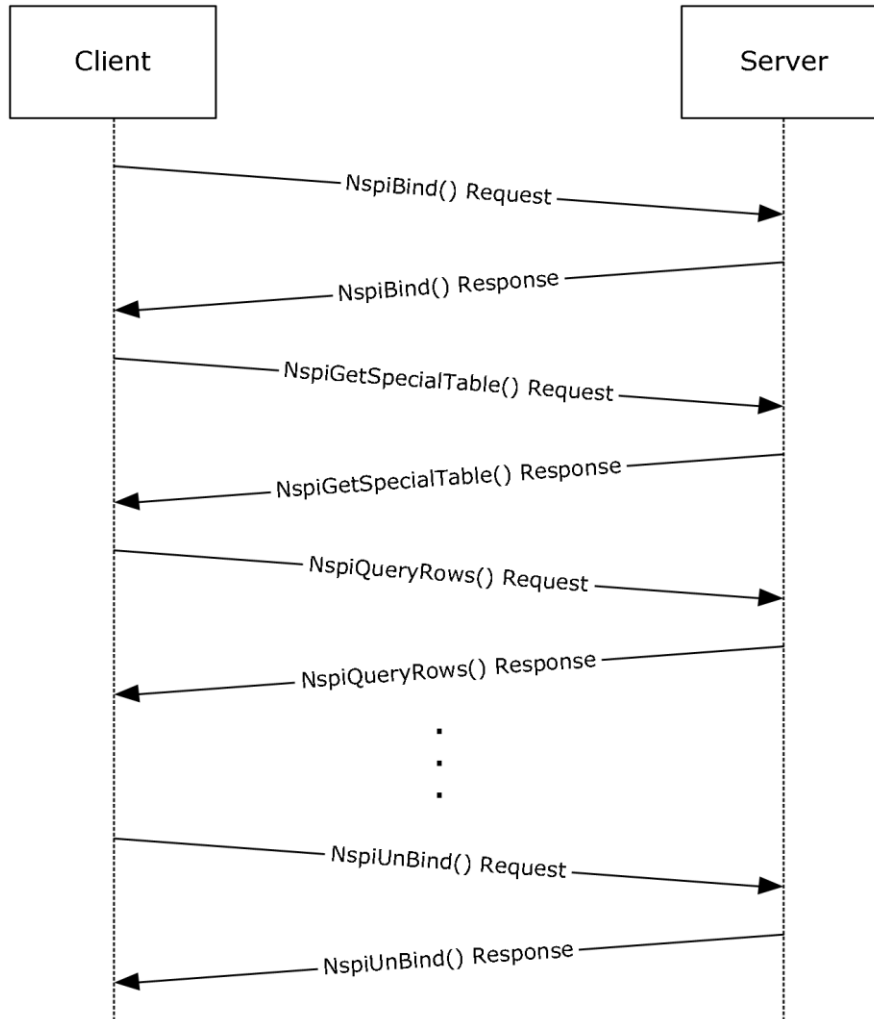 Client
Server
NspiBind() Request
NspiBind() Response
NspiGetSpecialTable() Request
NspiGetSpecialTable() Response
NspiQueryRows() Request
NspiQueryRows() Response
.
.
.
NspiUnBind() Request
NspiUnBind() Response